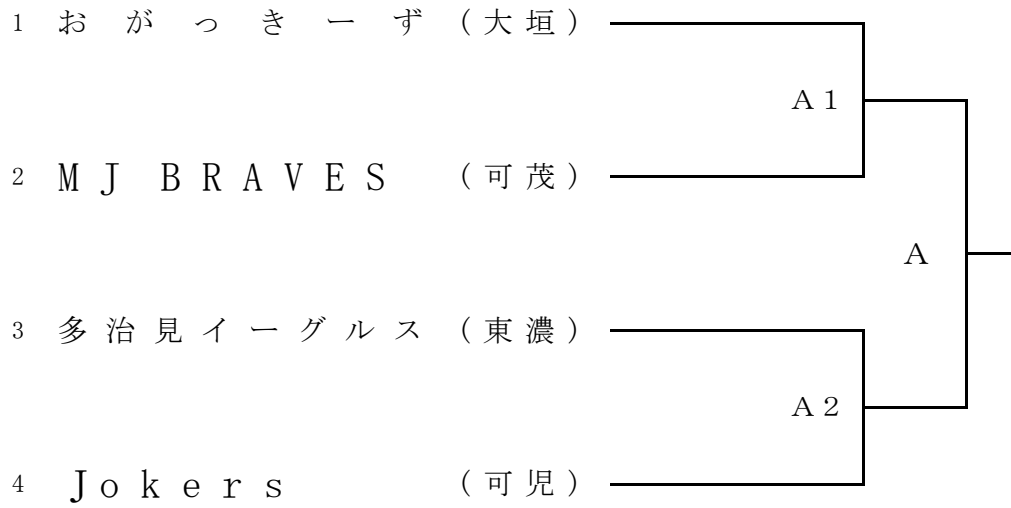 1 おがっきーず (大垣)
A1
2 MJ BRAVES (可茂)
A
3 多治見イーグルス (東濃)
A2
4 Jokers (可児)